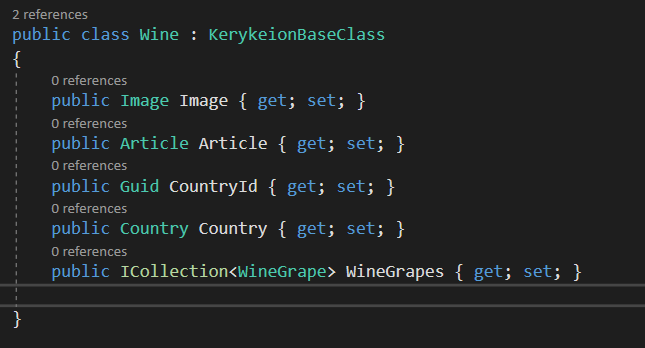 2 references
public class Wine : KerykeionBaseClass
{
0 references
public Image Image { get; set; }
0 references
public Article Article { get; set; }
0 references
public Guid CountryId { get; set; }
0 references
public Country Country { get; set; }
0 references
public ICollection<WineGrape> WineGrapes { get; set; }
}